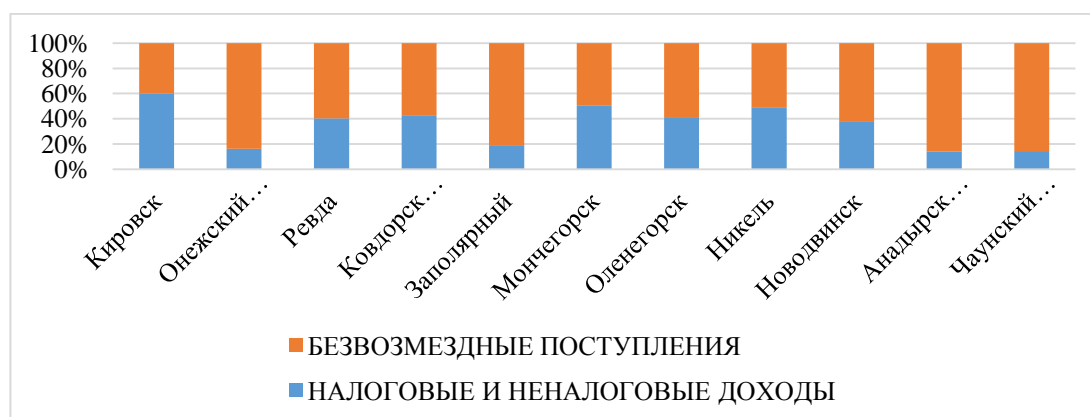 100%
80%
60%
40%
20%
0%
Кировск
Онежский…
Ревда
Ковдорск…
Заполярный
Мончегорск
Оленегорск
Никель
Новодвинск
Анадырск…
Чаунский…
БЕЗВОЗМЕЗДНЫЕ ПОСТУПЛЕНИЯ
НАЛОГОВЫЕ И НЕНАЛОГОВЫЕ ДОХОДЫ